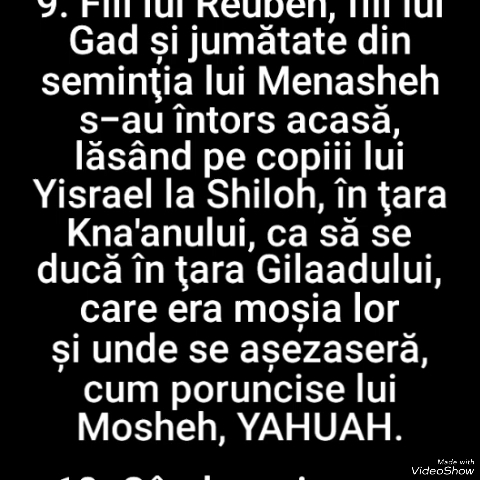 9. Fiii lui Reuben, fiii lui
Gad și jumătate din
seminţia lui Menasheh
s-au întors acasă,
lăsând pe copiii lui
Yisrael la Shiloh, în ţara
Kna'anului, ca să se
ducă în ţara Gilaadului,
care era moșia lor
și unde se așezaseră,
cum poruncise lui
Mosheh, YAHUAH.
Made with
VideoShow